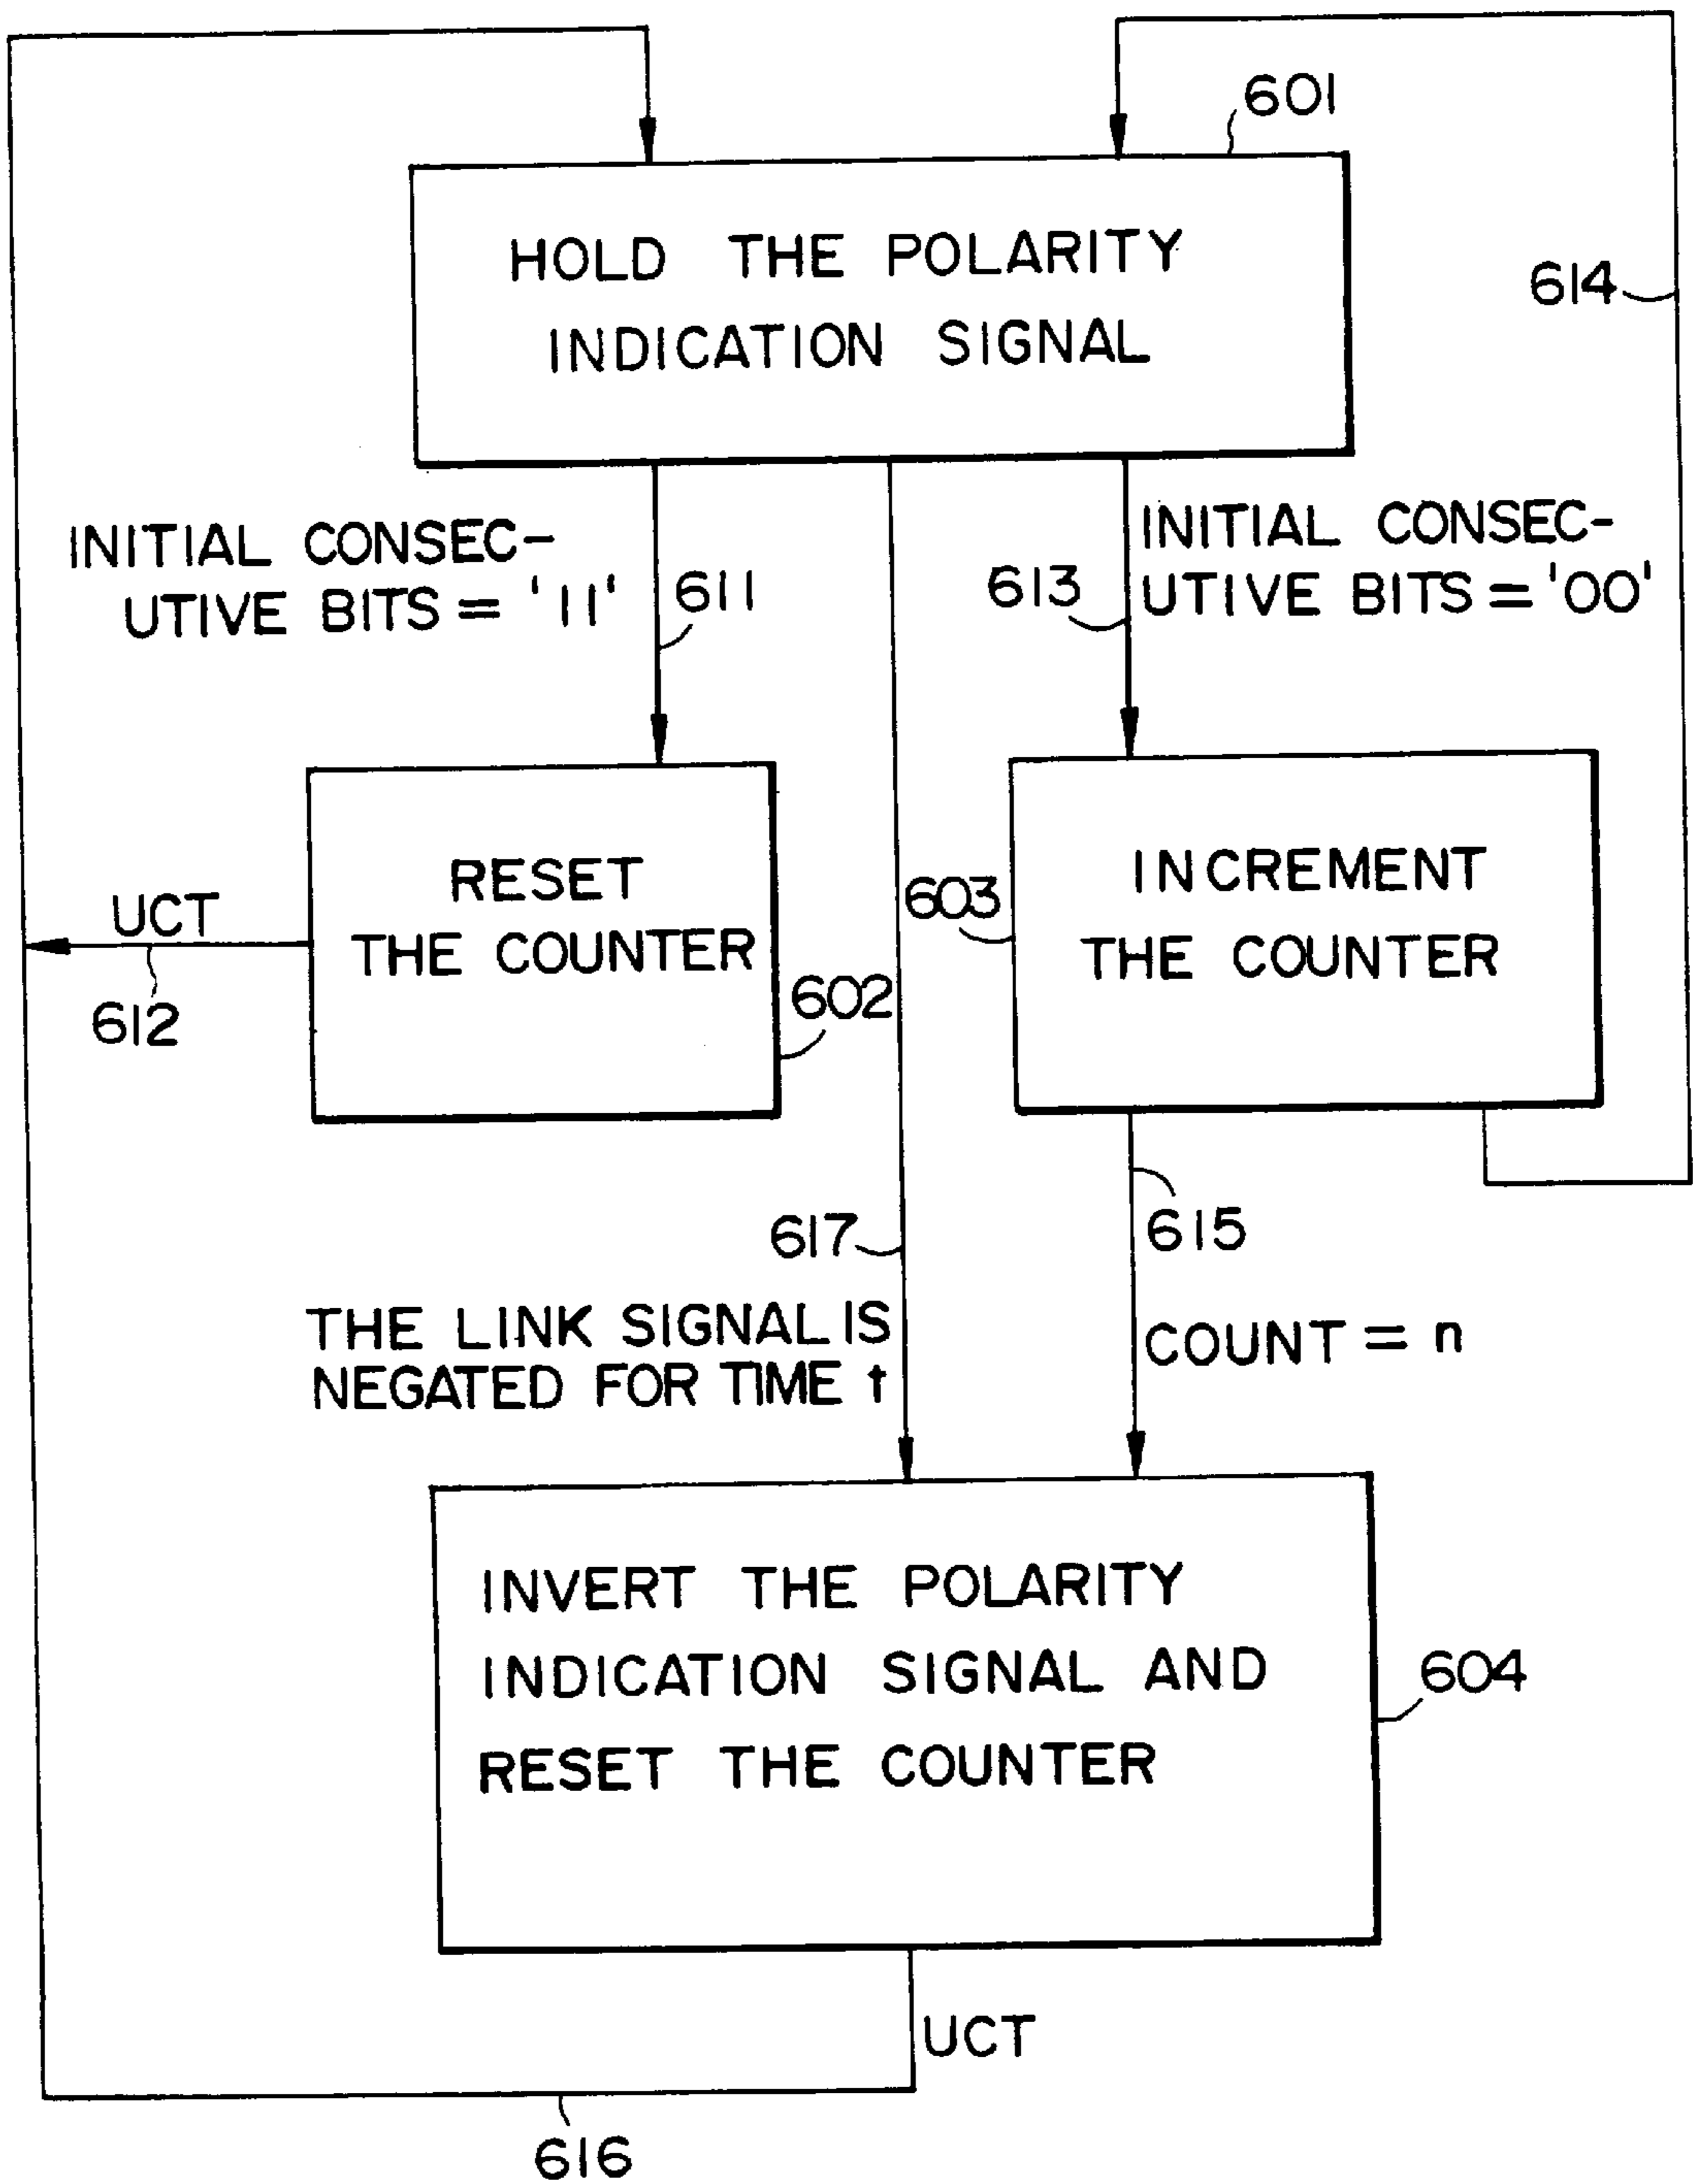 601
HOLD THE POLARITY
INDICATION SIGNAL
614
INITIAL CONSEC-
UTIVE BITS = '11'
611
613
INITIAL CONSEC-
UTIVE BITS = '00'
RESET
THE COUNTER
UCT
612
602
603
INCREMENT
THE COUNTER
617
615
THE LINK SIGNAL IS
NEGATED FOR TIME t
COUNT = n
INVERT THE POLARITY
INDICATION SIGNAL AND
RESET THE COUNTER
604
UCT
616